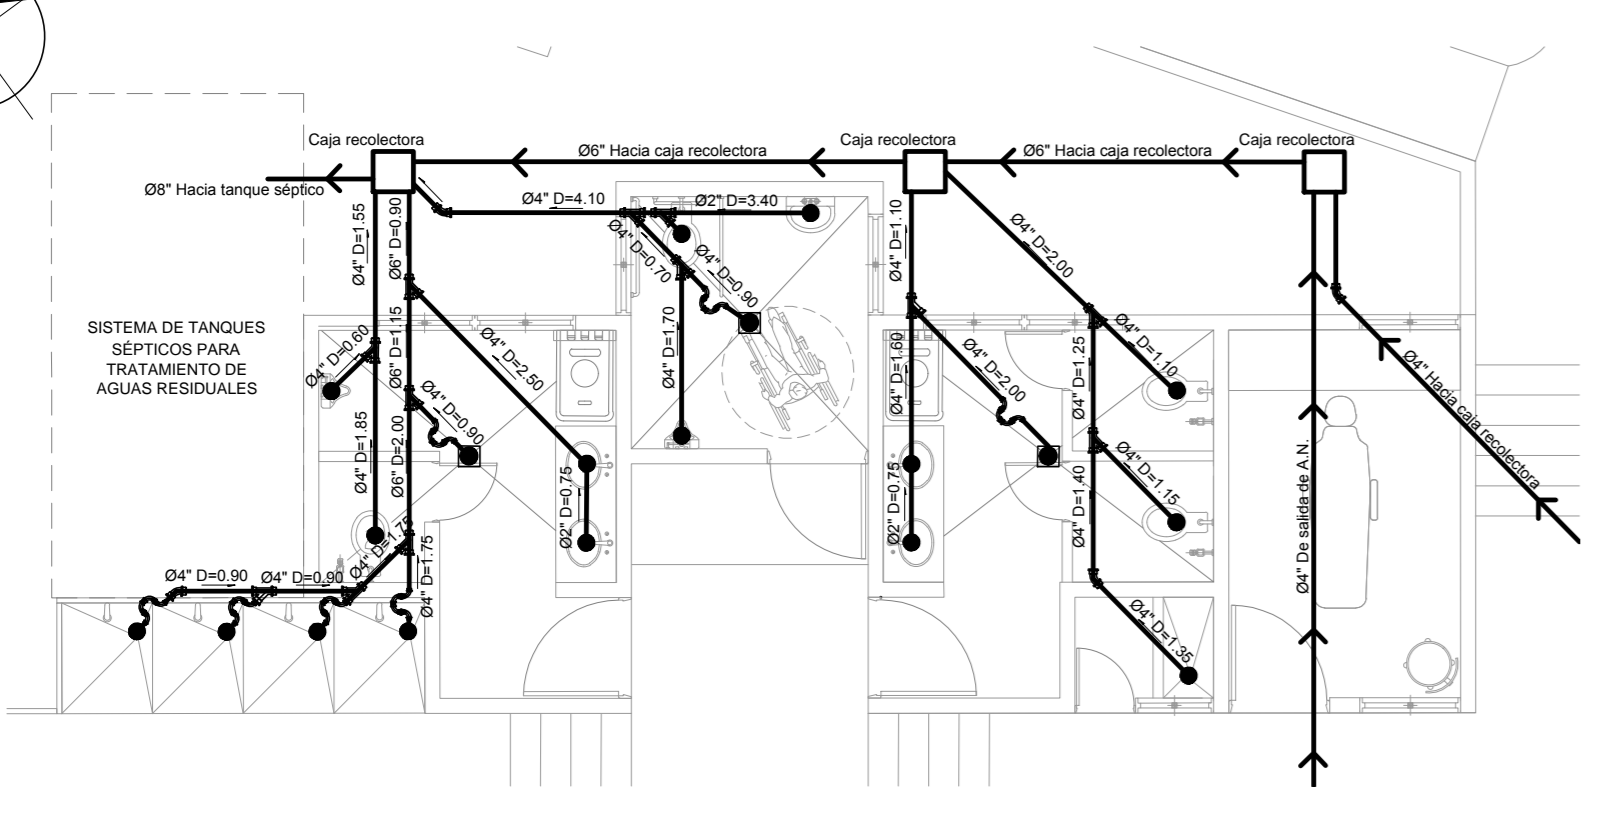 Caja recolectora
Caja recolectora
Caja recolectora
Ø6" Hacia caja recolectora
Ø6" Hacia caja recolectora
Ø8" Hacia tanque séptico
Ø4" D=1.55
Ø6" D=0.90
Ø4" D=4.10
Ø2" D=3.40
Ø4" D=0.70
Ø4" D=0.90
Ø4" D=1.70
Ø4" D=1.10
Ø4" D=2.00
SISTEMA DE TANQUES
SÉPTICOS PARA
TRATAMIENTO DE
AGUAS RESIDUALES
Ø4" D=0.60
Ø6" D=1.15
Ø4" D=2.50
Ø4" D=0.90
Ø4" D=1.85
Ø6" D=2.00
Ø2" D=0.75
Ø4" D=1.75
Ø4" D=1.75
Ø4" D=0.90
Ø4" D=0.90
Ø4" D=1.60
Ø4" D=2.00
Ø2" D=0.75
Ø4" D=1.25
Ø4" D=1.10
Ø4" D=1.15
Ø4" D=1.40
Ø4" D=1.35
Ø4" De salida de A.N.
Ø4" Hacia caja recolectora